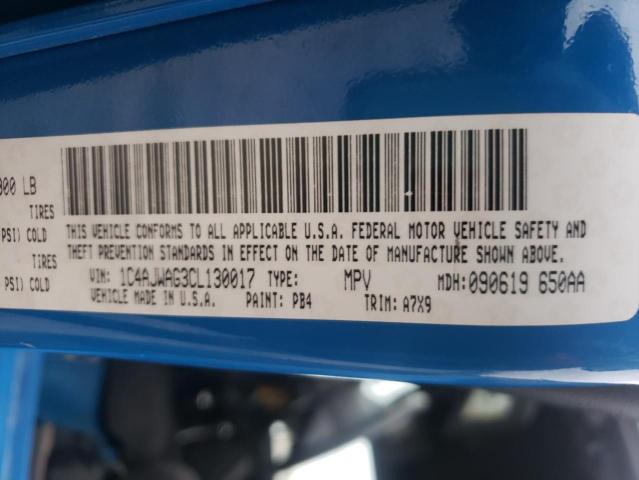 000 LB
TIRES
PSI) COLD
TIRES
PSI) COLD
THIS VEHICLE CONFORMS TO ALL APPLICABLE U.S.A. FEDERAL MOTOR VEHICLE SAFETY AND
THEFT PREVENTION STANDARDS IN EFFECT ON THE DATE OF MANUFACTURE SHOWN ABOVE.
VIN: 1C4AJWAG3CL130017 TYPE: MPV MDH: 090619 650AA
VEHICLE MADE IN U.S.A. PAINT: PB4 TRIM: A7X9